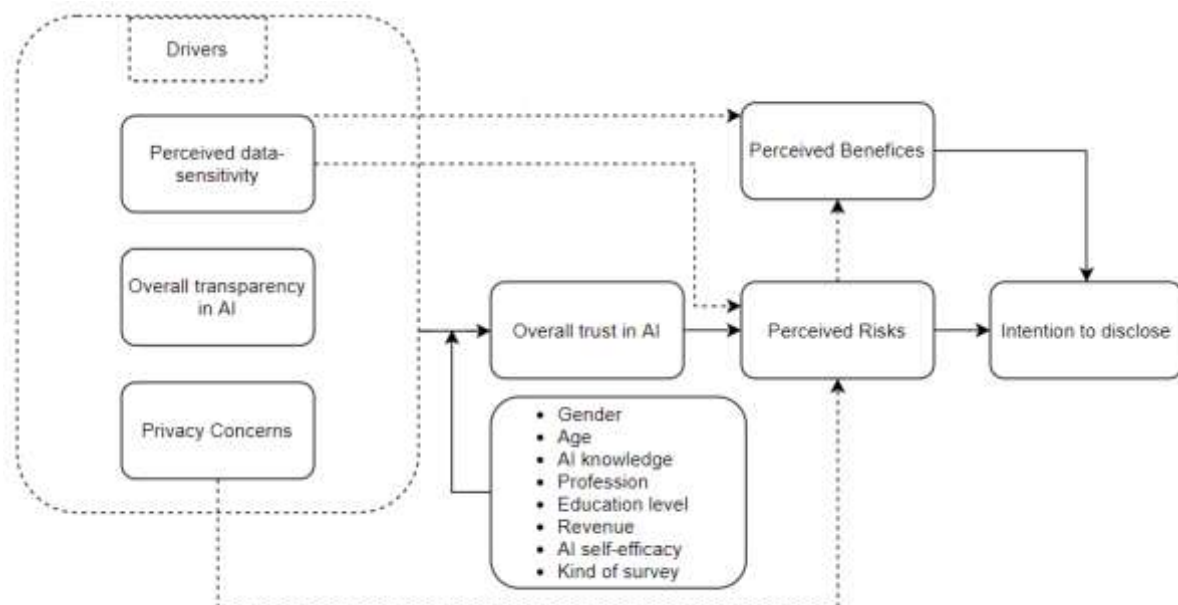 Drivers
Perceived data-
sensitivity
Perceived Benefices
Overall transparency
in AI
Overall trust in AI
Perceived Risks
Intention to disclose
Privacy Concerns
• Gender
• Age
• AI knowledge
• Profession
• Education level
• Revenue
• AI self-efficacy
• Kind of survey